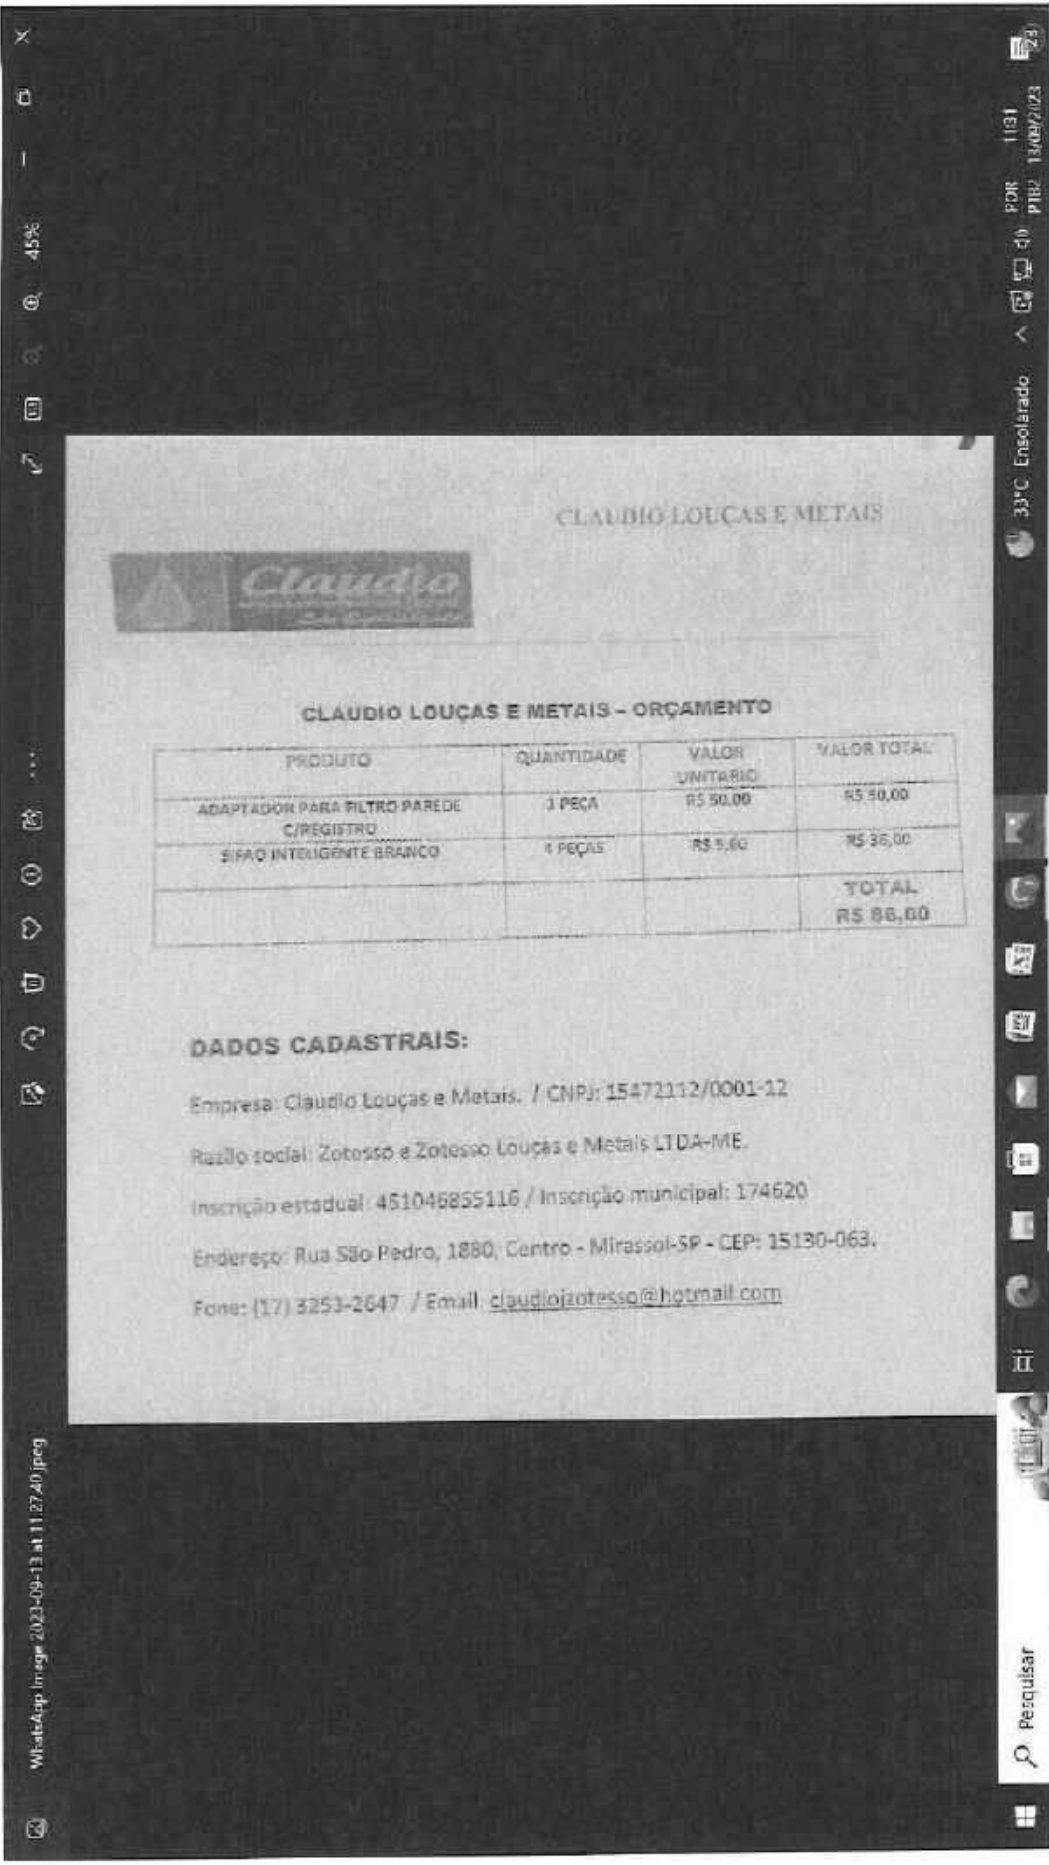 WhatsApp Image 2023-09-13 at 11.27.40.jpeg
45%
CLAUDIO LOUÇAS E METAIS
Claudio
CLAUDIO LOUÇAS E METAIS – ORÇAMENTO
PRODUTO QUANTIDADE VALOR UNITARIO VALOR TOTAL
ADAPTADOR PARA FILTRO PAREDE C/REGISTRO PEÇA R$ 50,00 R$ 50,00
SIFAO INTELIGENTE BRANCO 4 PEÇAS R$ R$ 36,00
TOTAL
R$ 86,00
DADOS CADASTRAIS:
Empresa: Claudio Louças e Metais. / CNPJ: 15472112/0001-12
Razão social: Zotesso e Zotesso Louças e Metais LTDA-ME.
Inscrição estadual: 451046855116 / Inscrição municipal: 174620
Endereço: Rua São Pedro, 1880, Centro - Mirassol-SP - CEP: 15130-063.
Fone: (17) 3253-2647 / Email: claudiojzotesso@hotmail.com
Pesquisar
33°C Ensolarado
POR
PTB2
11:31
13/09/2023
23